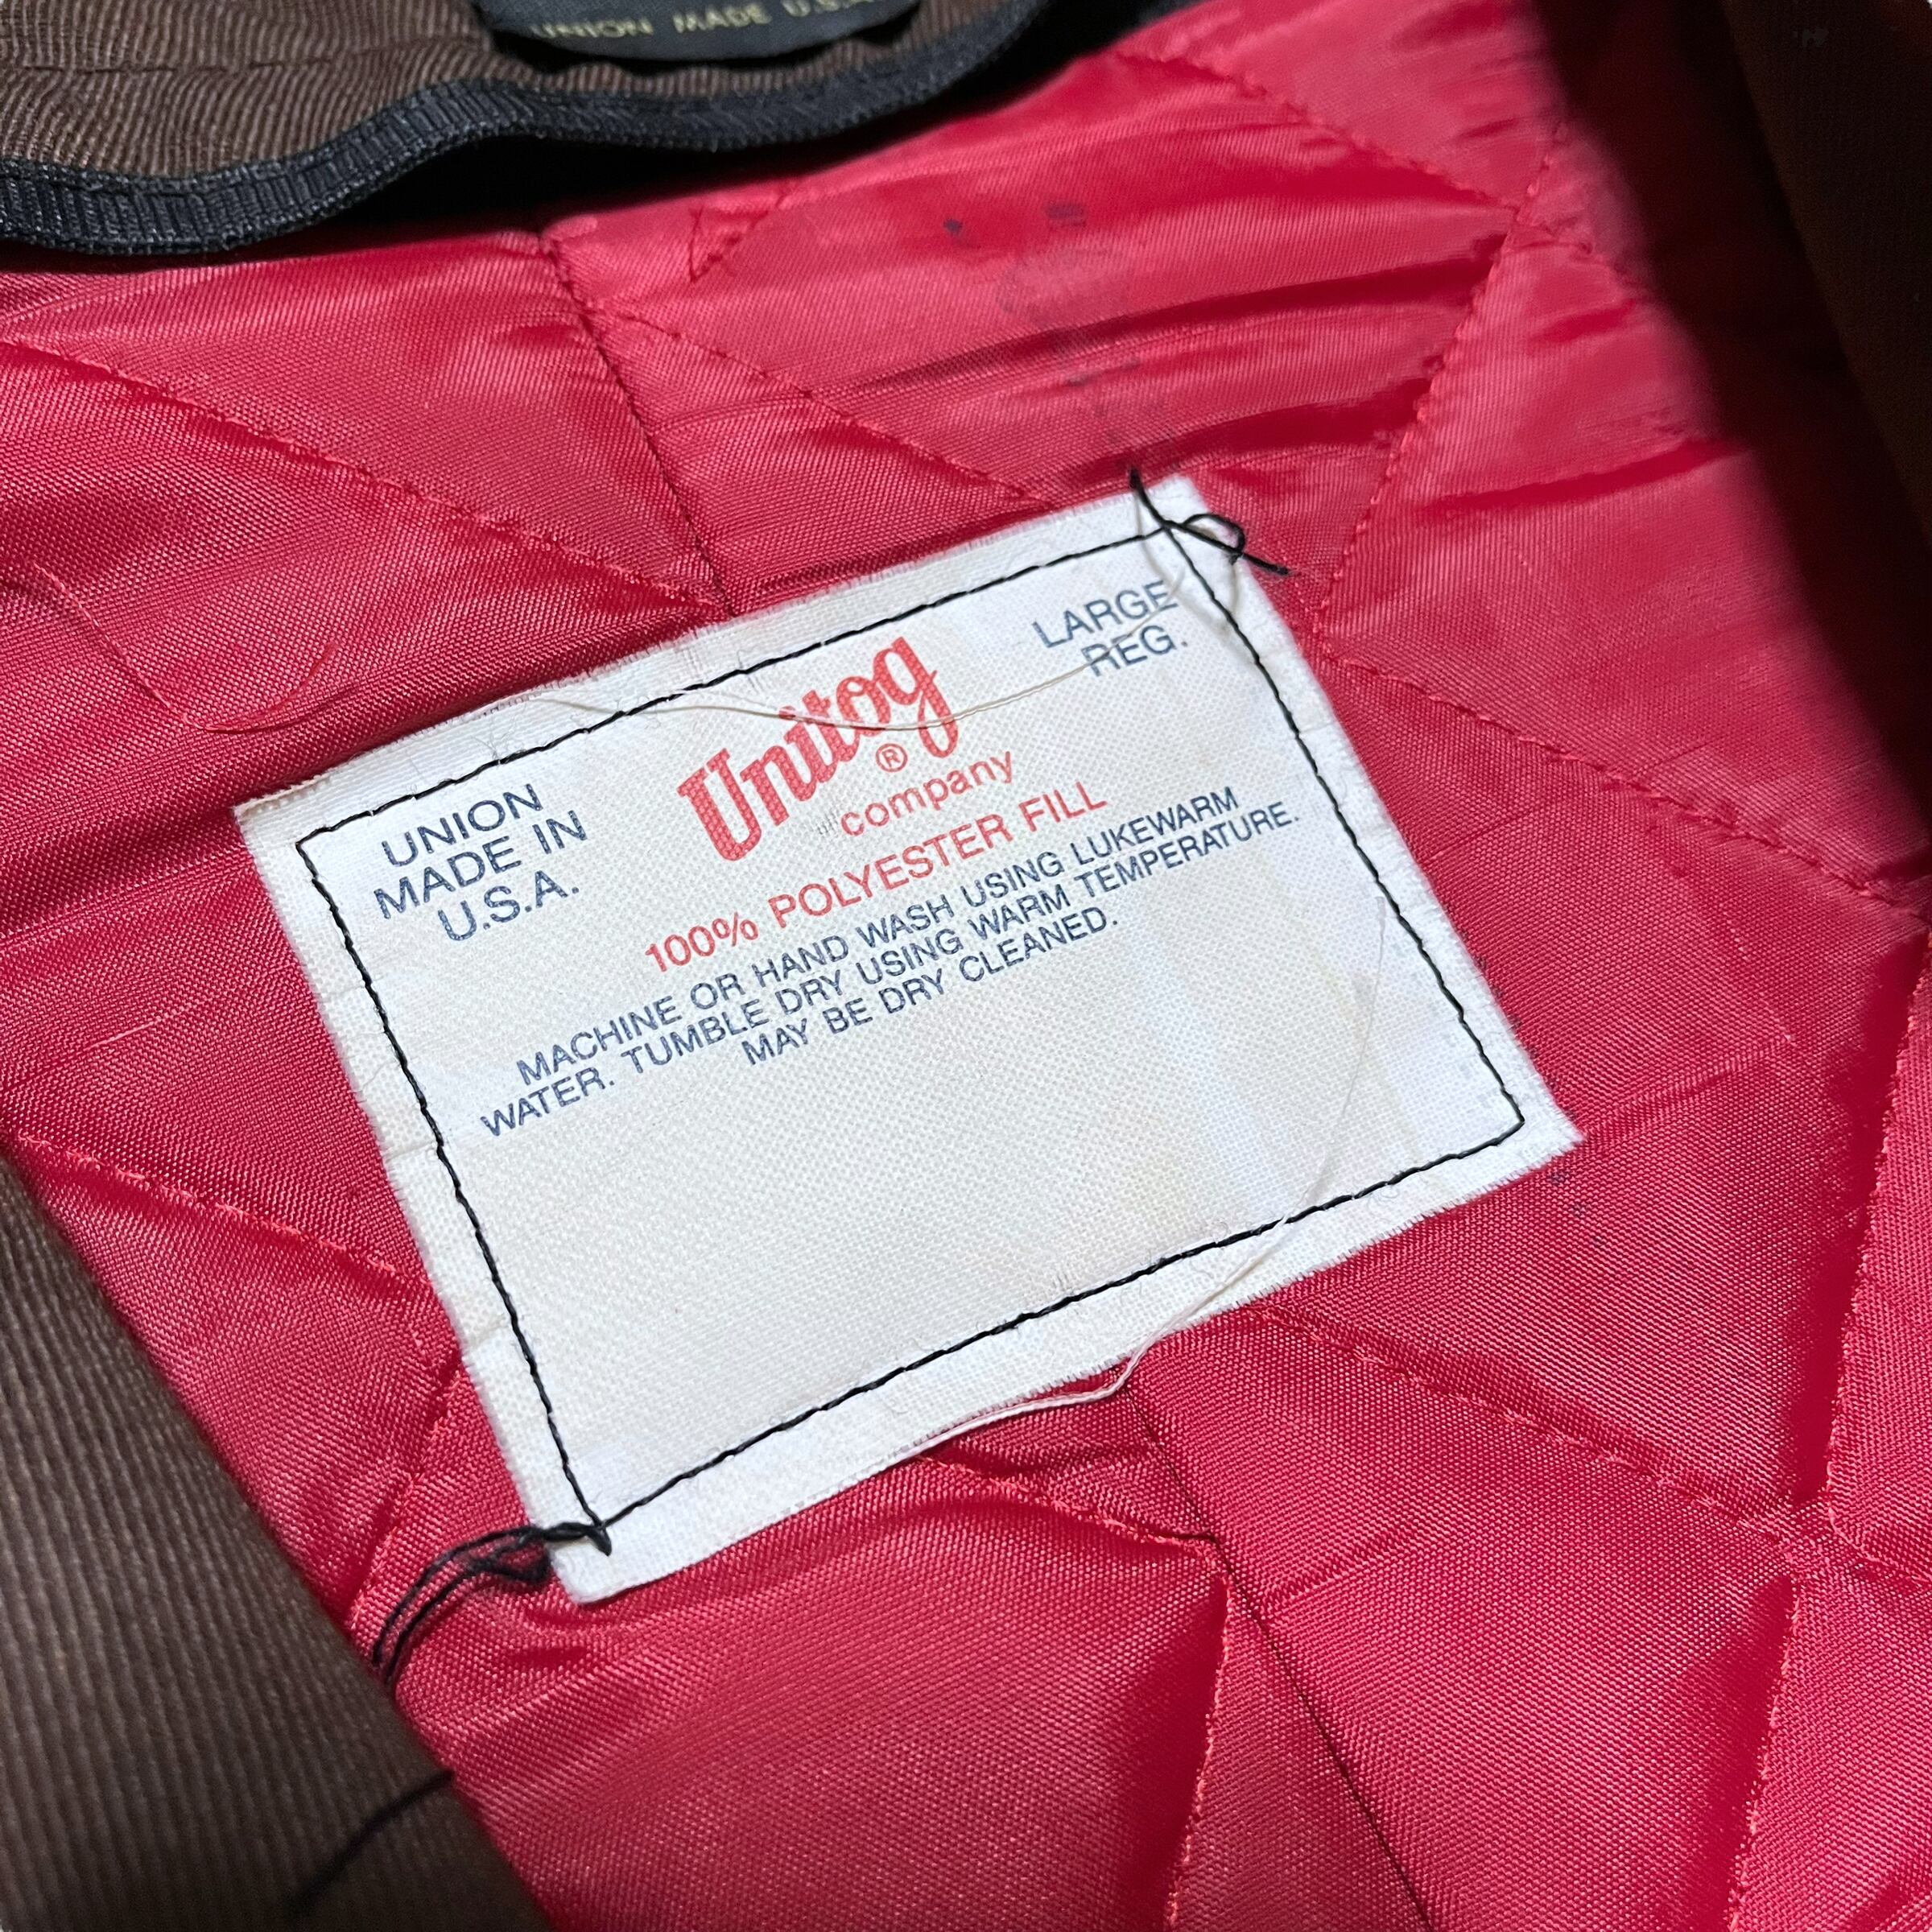 UNION MADE U.S.A.
LARGE
REG.
UNION
MADE IN
U.S.A.
Unitog
®
company
100% POLYESTER FILL
MACHINE OR HAND WASH USING LUKEWARM
WATER. TUMBLE DRY USING WARM TEMPERATURE.
MAY BE DRY CLEANED.